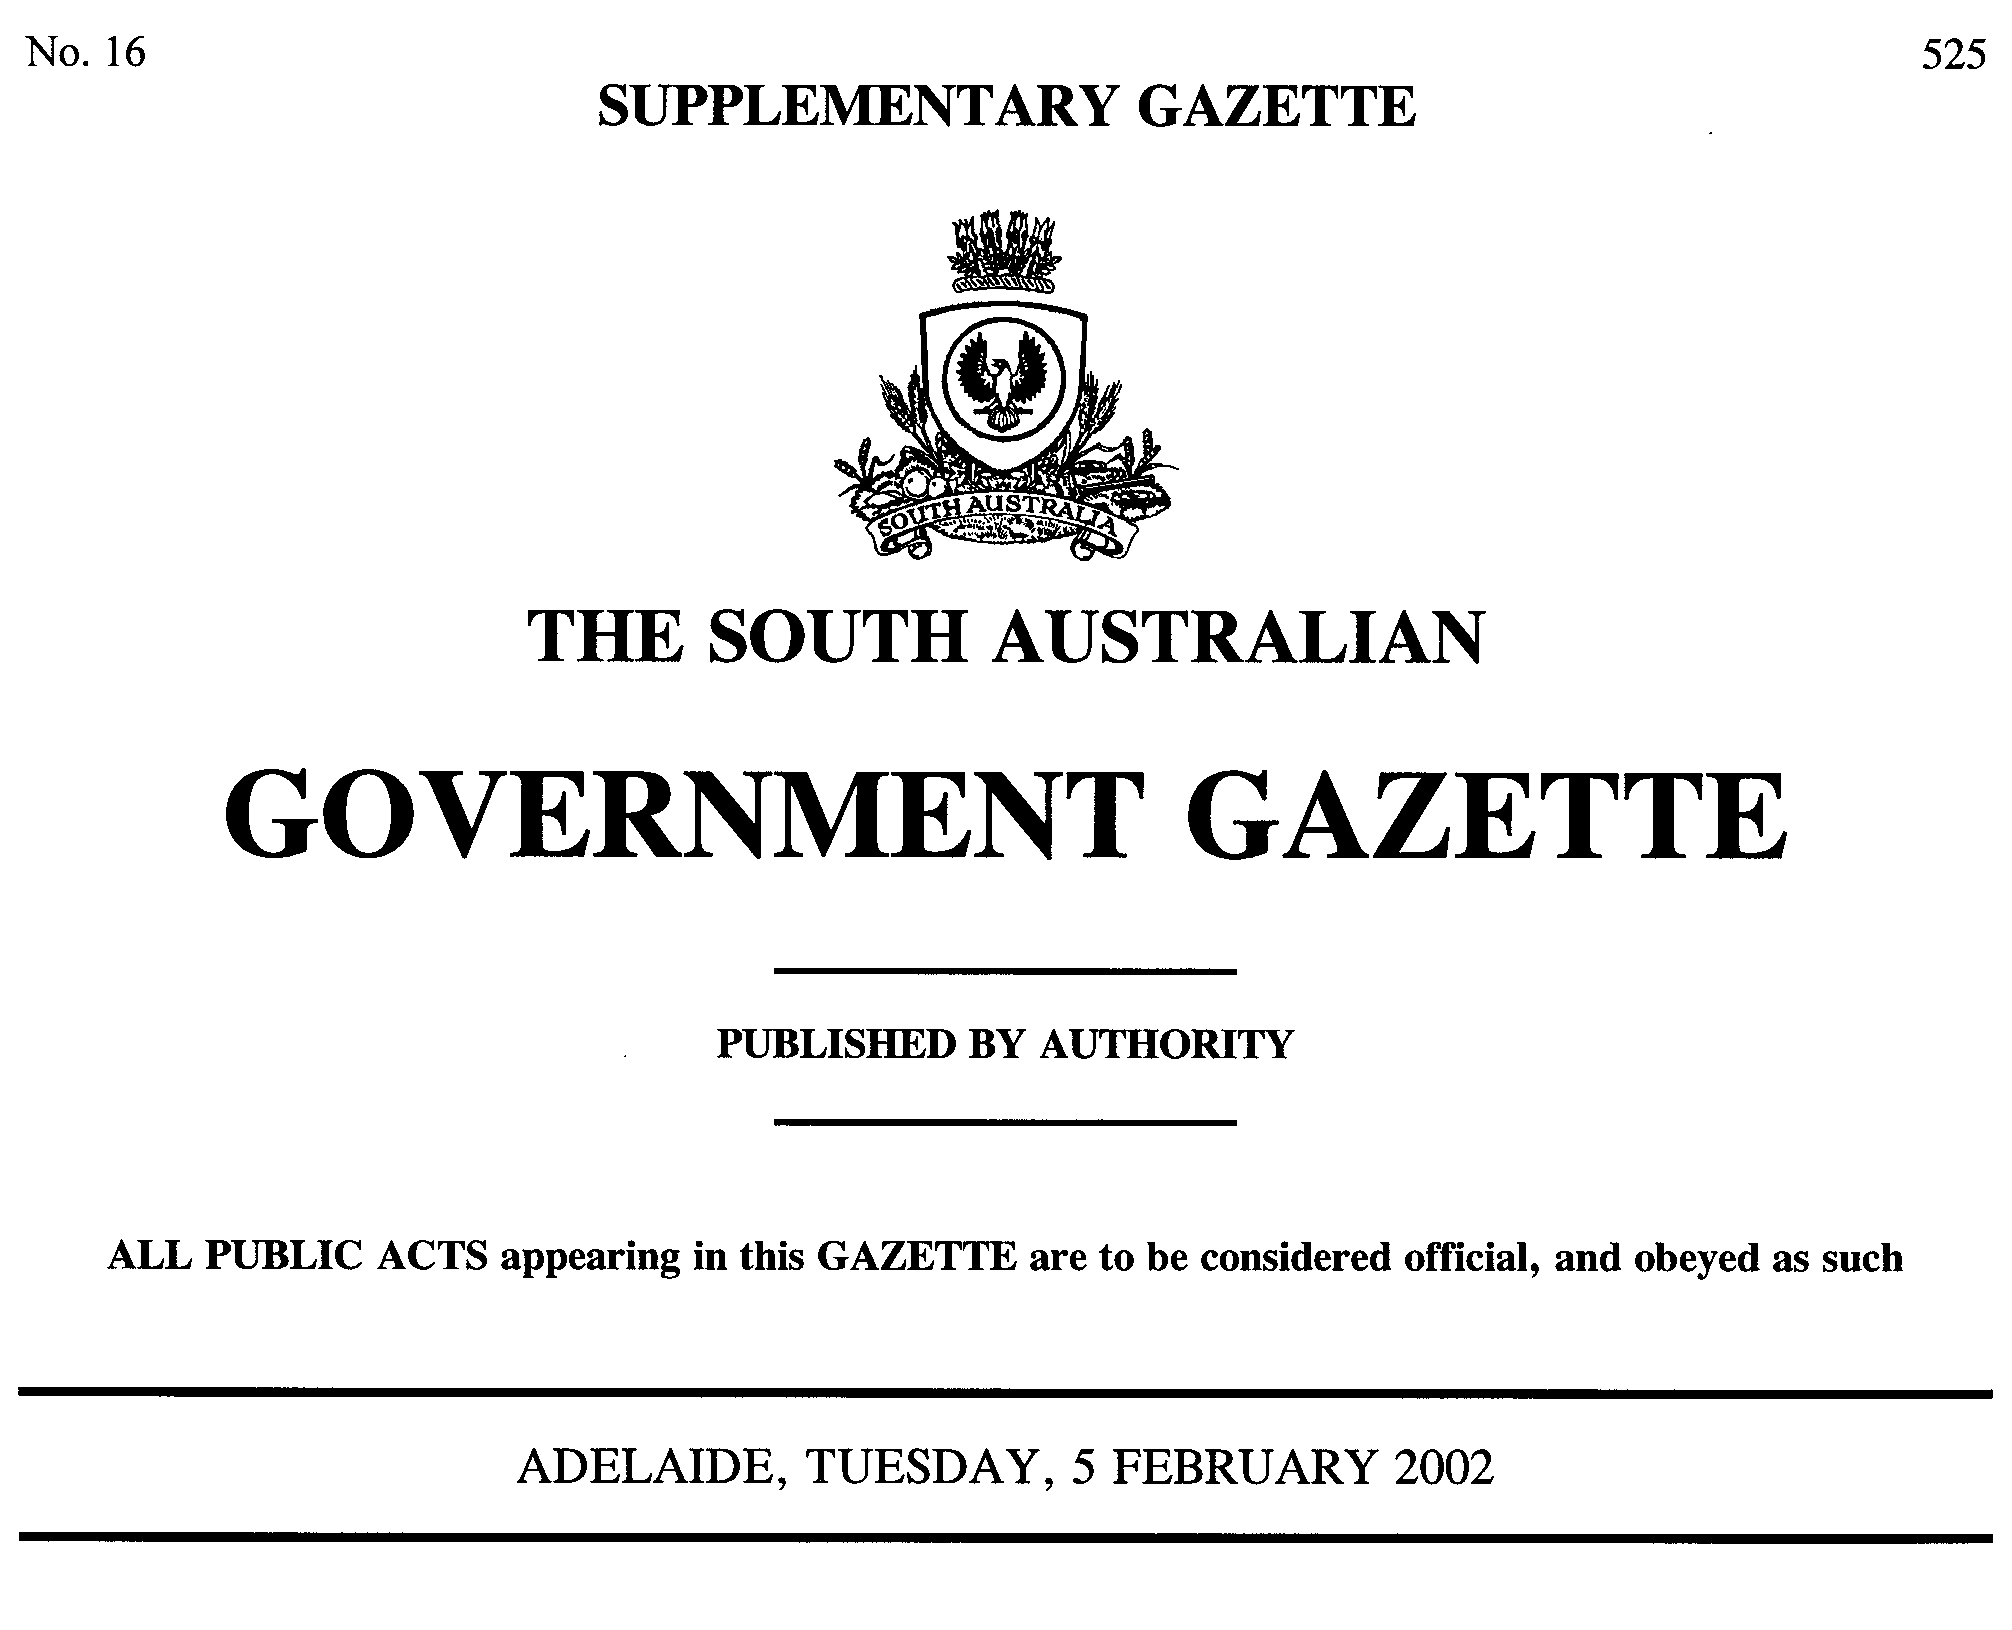 No. 16
525
SUPPLEMENTARY GAZETTE
SOUTH AUSTRALIA
THE SOUTH AUSTRALIAN
GOVERNMENT GAZETTE
PUBLISHED BY AUTHORITY
ALL PUBLIC ACTS appearing in this GAZETTE are to be considered official, and obeyed as such
ADELAIDE, TUESDAY, 5 FEBRUARY 2002